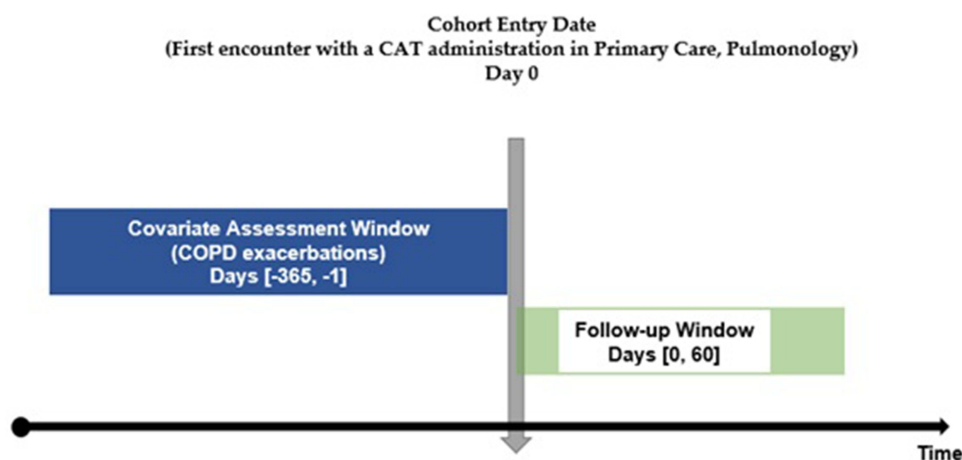 Cohort Entry Date
(First encounter with a CAT administration in Primary Care, Pulmonology)
Day 0
Covariate Assessment Window
(COPD exacerbations)
Days [-365, -1]
Follow-up Window
Days [0, 60]
Time